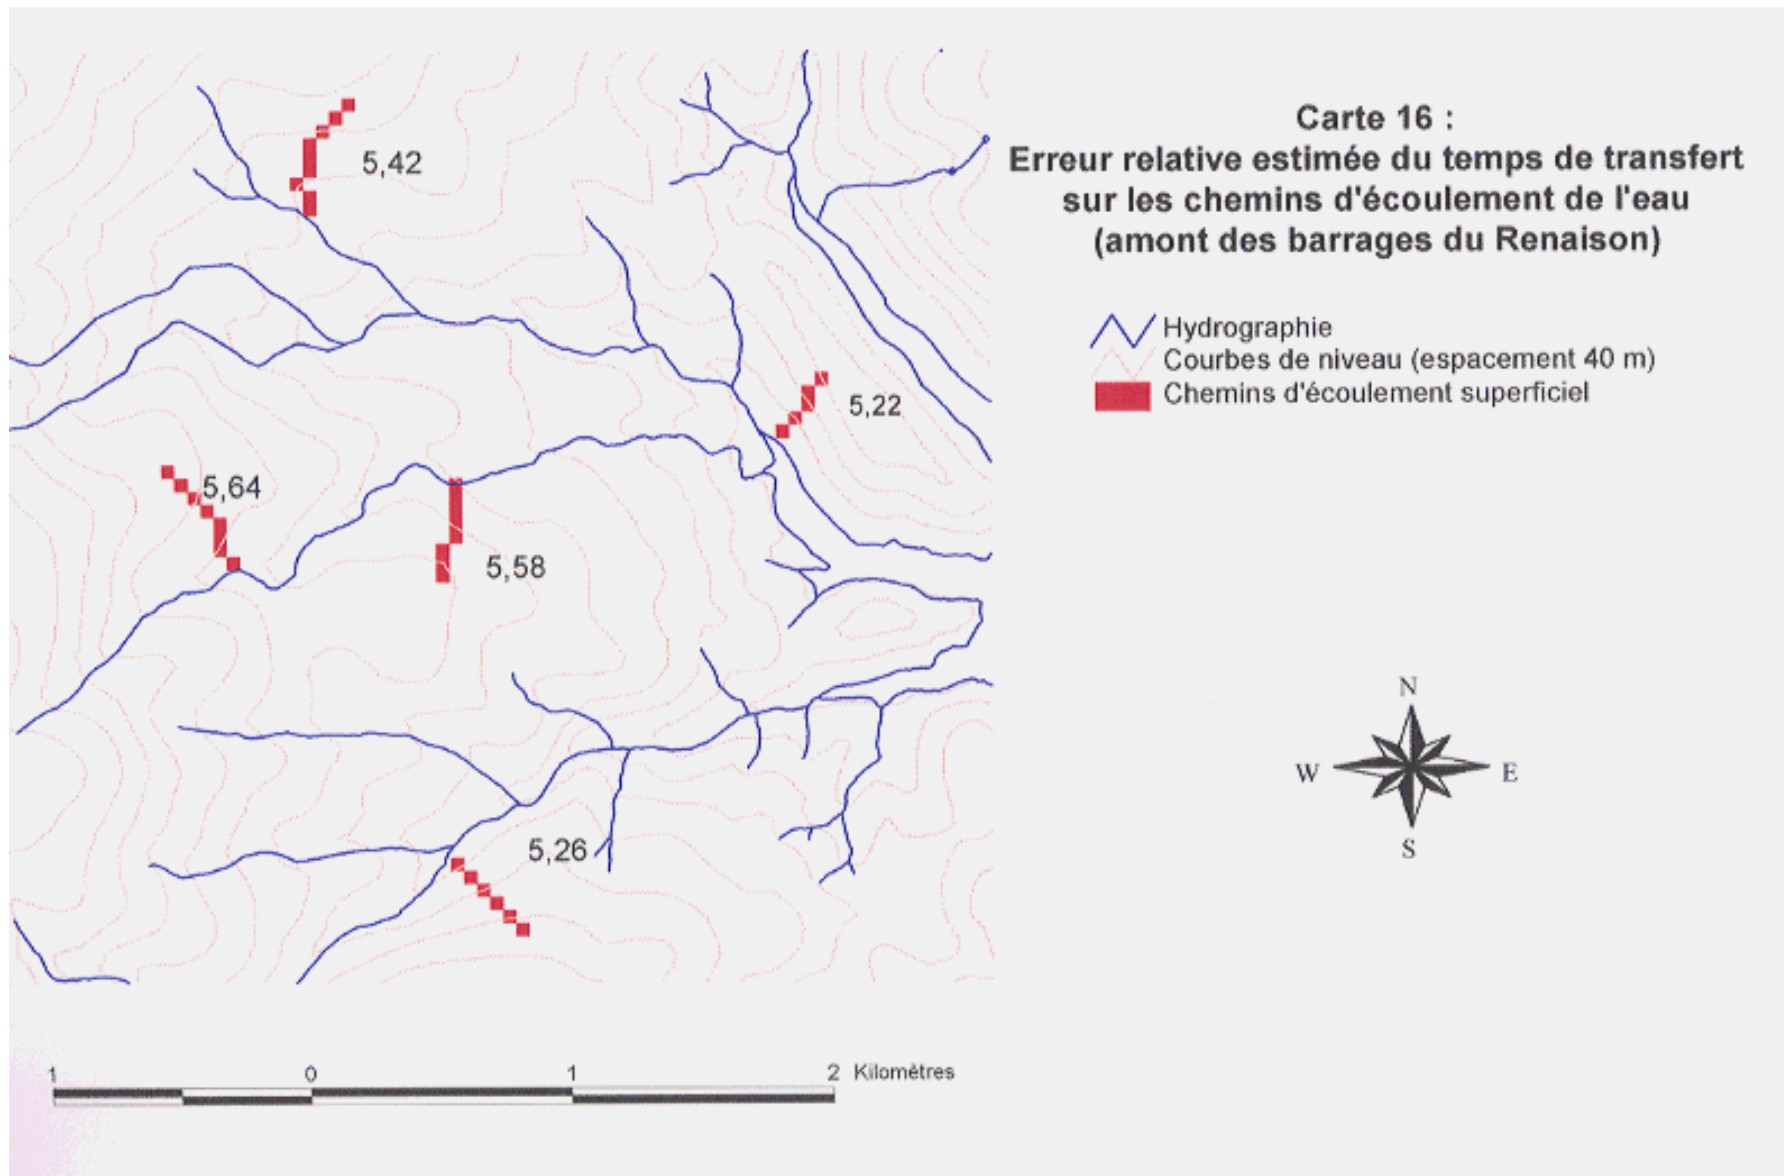 Carte 16 :
Erreur relative estimée du temps de transfert
sur les chemins d'écoulement de l'eau
(amont des barrages du Renaison)
Hydrographie
Courbes de niveau (espacement 40 m)
Chemins d'écoulement superficiel
5,42
5,22
5,64
5,58
5,26
N
W
E
S
1 0 1 2 Kilomètres